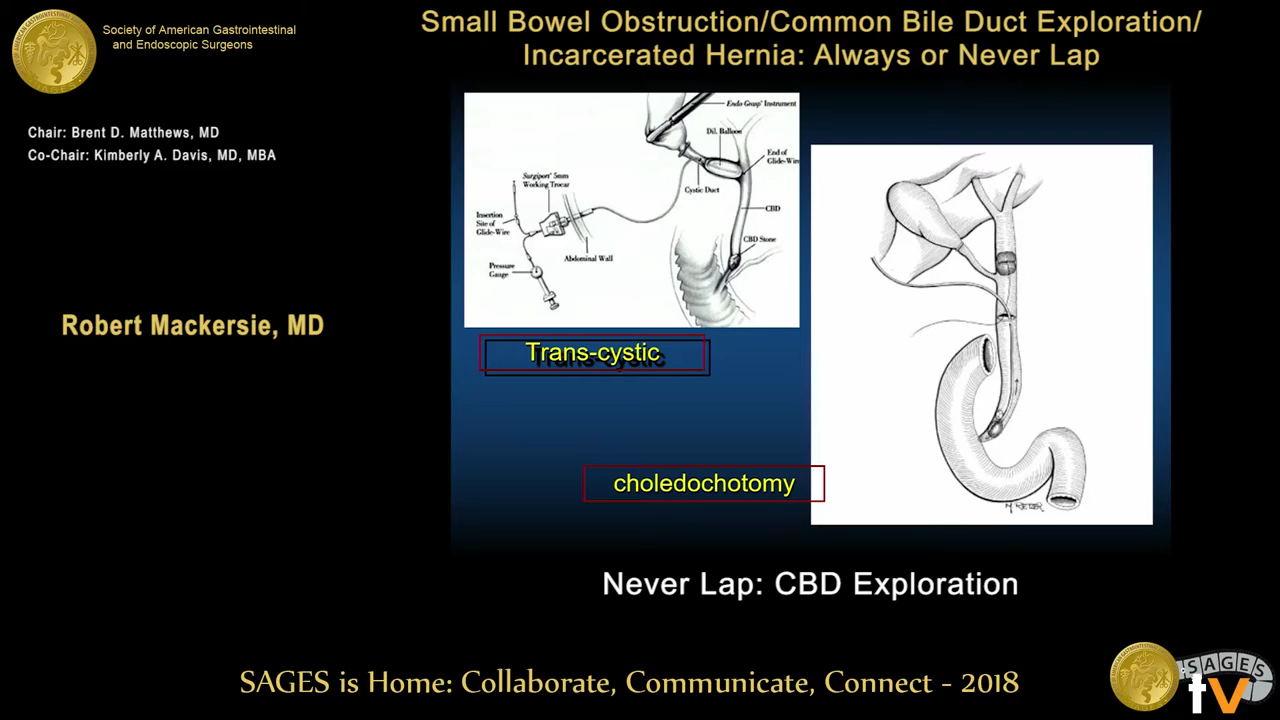 Society of American Gastrointestinal
and Endoscopic Surgeons
Small Bowel Obstruction/Common Bile Duct Exploration/
Incarcerated Hernia: Always or Never Lap
Chair: Brent D. Matthews, MD
Co-Chair: Kimberly A. Davis, MD, MBA
Robert Mackersie, MD
Endo Grasp* Instrument
Dil. Balloon
End of
Glide-Wire
Cystic Duct
Surgiport* 5mm
Working Trocar
Insertion
Site of
Glide-Wire
CBD
CBD Stone
Abdominal Wall
Pressure
Gauge
Trans-cystic
choledochotomy
Never Lap: CBD Exploration
SAGES is Home: Collaborate, Communicate, Connect - 2018
SAGES
tv